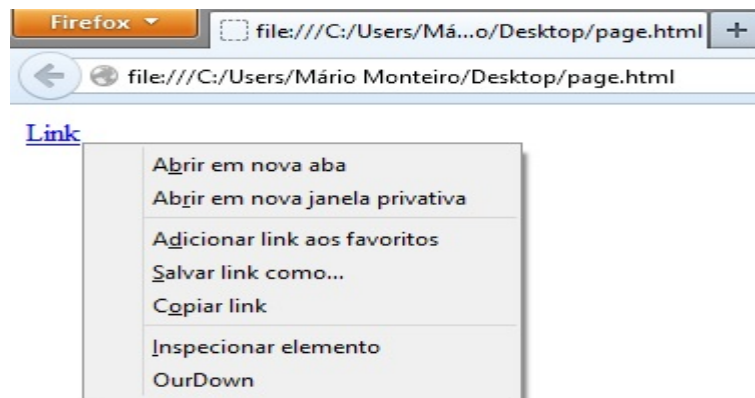 Firefox
file:///C:/Users/Má...o/Desktop/page.html
file:///C:/Users/Mário Monteiro/Desktop/page.html
Link
Abrir em nova aba
Abrir em nova janela privativa
Adicionar link aos favoritos
Salvar link como...
Copiar link
Inspecionar elemento
OurDown